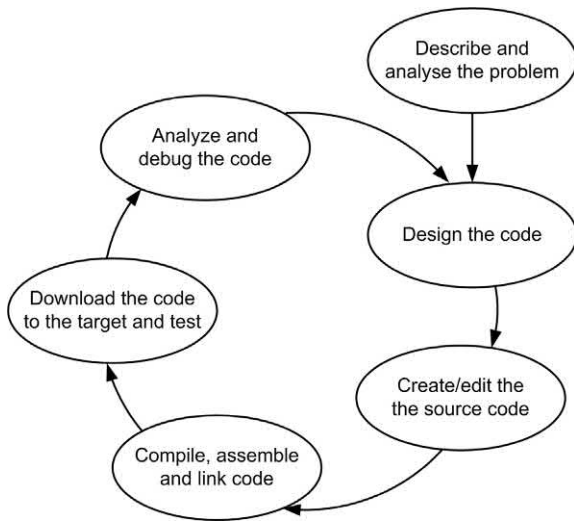 Describe and
analyse the problem
Analyze and
debug the code
Design the code
Download the code
to the target and test
Create/edit the
the source code
Compile, assemble
and link code